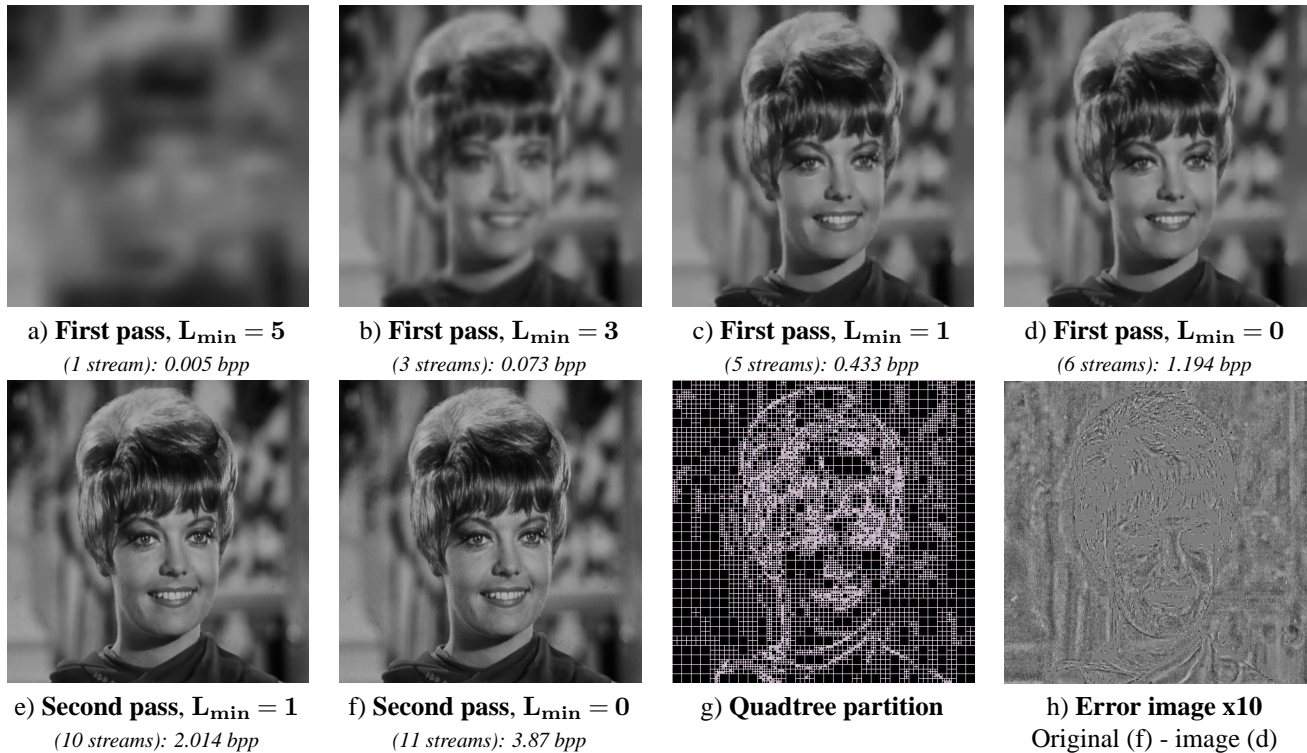 a) First pass, L_min = 5
(1 stream): 0.005 bpp
b) First pass, L_min = 3
(3 streams): 0.073 bpp
c) First pass, L_min = 1
(5 streams): 0.433 bpp
d) First pass, L_min = 0
(6 streams): 1.194 bpp
e) Second pass, L_min = 1
(10 streams): 2.014 bpp
f) Second pass, L_min = 0
(11 streams): 3.87 bpp
g) Quadtree partition
h) Error image x10
Original (f) - image (d)